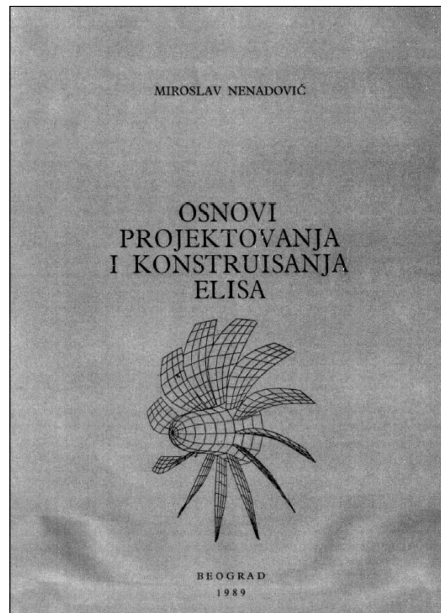 MIROSLAV NENADOVIĆ
OSNOVI
PROJEKTOVANJA
I KONSTRUISANJA
ELISA
BEOGRAD
1989